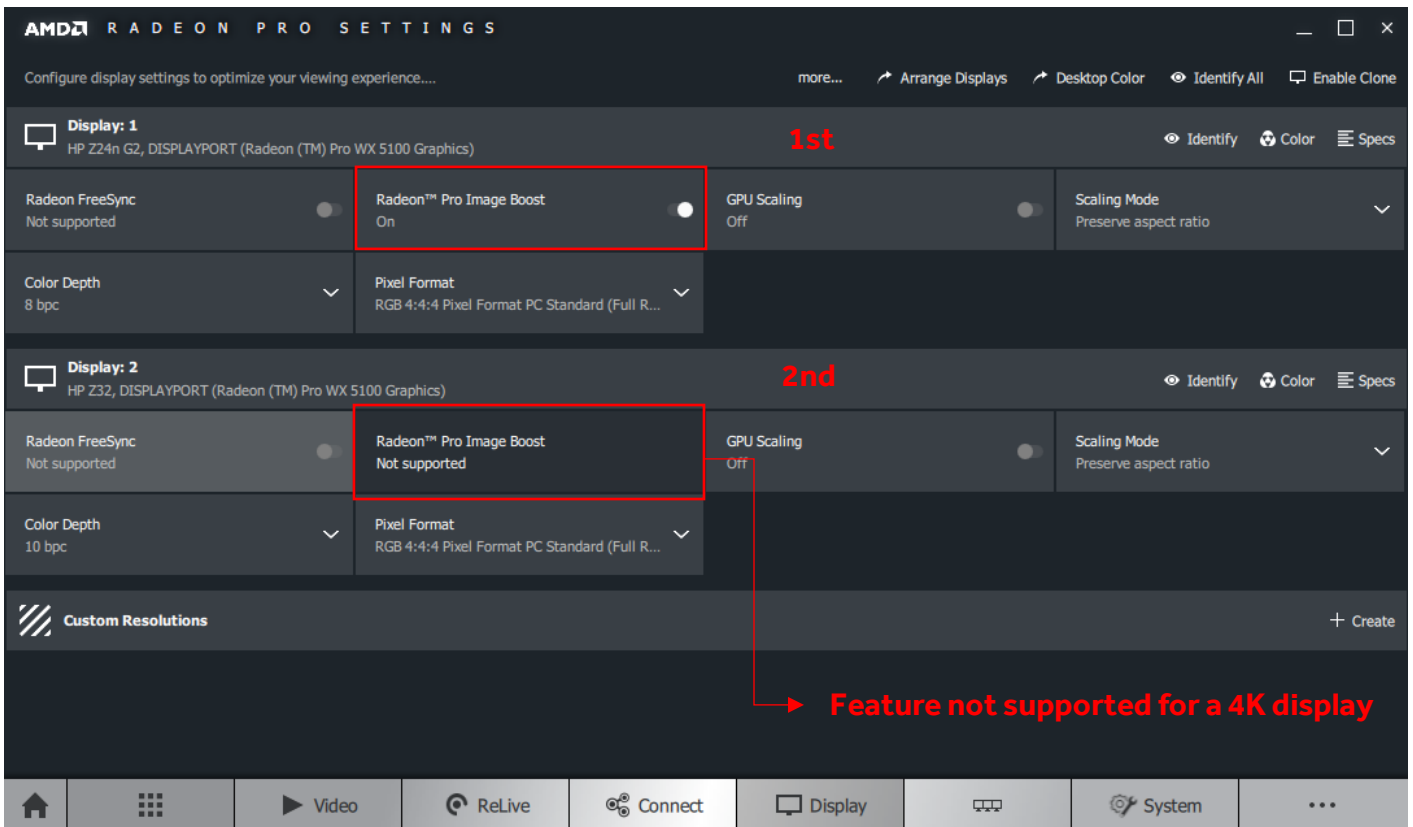 AMD RADEON PRO SETTINGS
Configure display settings to optimize your viewing experience.... more... Arrange Displays Desktop Color Identify All Enable Clone
Display: 1
HP Z24n G2, DISPLAYPORT (Radeon (TM) Pro WX 5100 Graphics)
1st
Identify Color Specs
Radeon FreeSync
Not supported
Radeon™ Pro Image Boost
On
GPU Scaling
Off
Scaling Mode
Preserve aspect ratio
Color Depth
8 bpc
Pixel Format
RGB 4:4:4 Pixel Format PC Standard (Full R...
Display: 2
HP Z32, DISPLAYPORT (Radeon (TM) Pro WX 5100 Graphics)
2nd
Identify Color Specs
Radeon FreeSync
Not supported
Radeon™ Pro Image Boost
Not supported
GPU Scaling
Off
Scaling Mode
Preserve aspect ratio
Color Depth
10 bpc
Pixel Format
RGB 4:4:4 Pixel Format PC Standard (Full R...
Custom Resolutions + Create
Feature not supported for a 4K display
Video ReLive Connect Display System ...